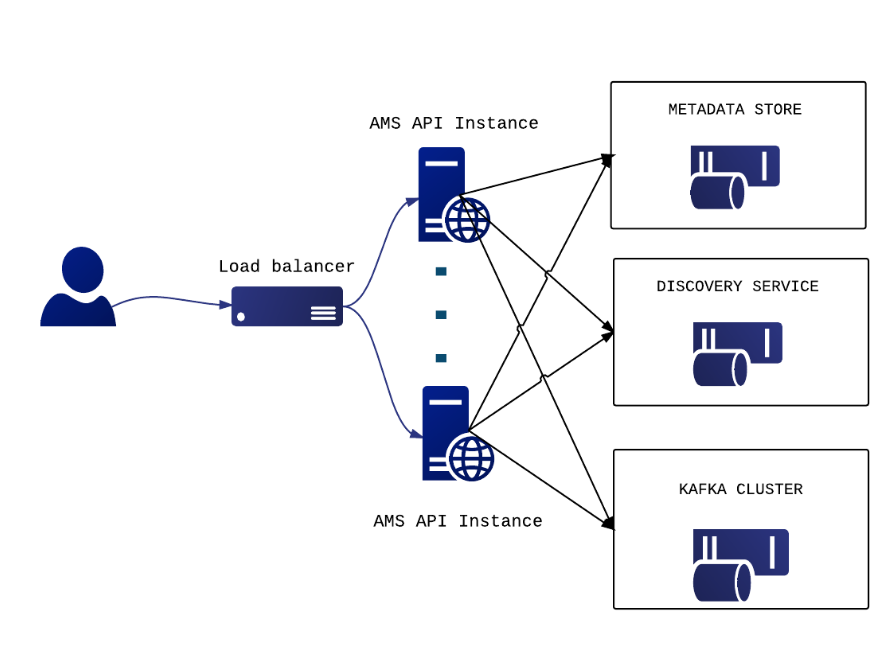 METADATA STORE
AMS API Instance
Load balancer
DISCOVERY SERVICE
KAFKA CLUSTER
AMS API Instance